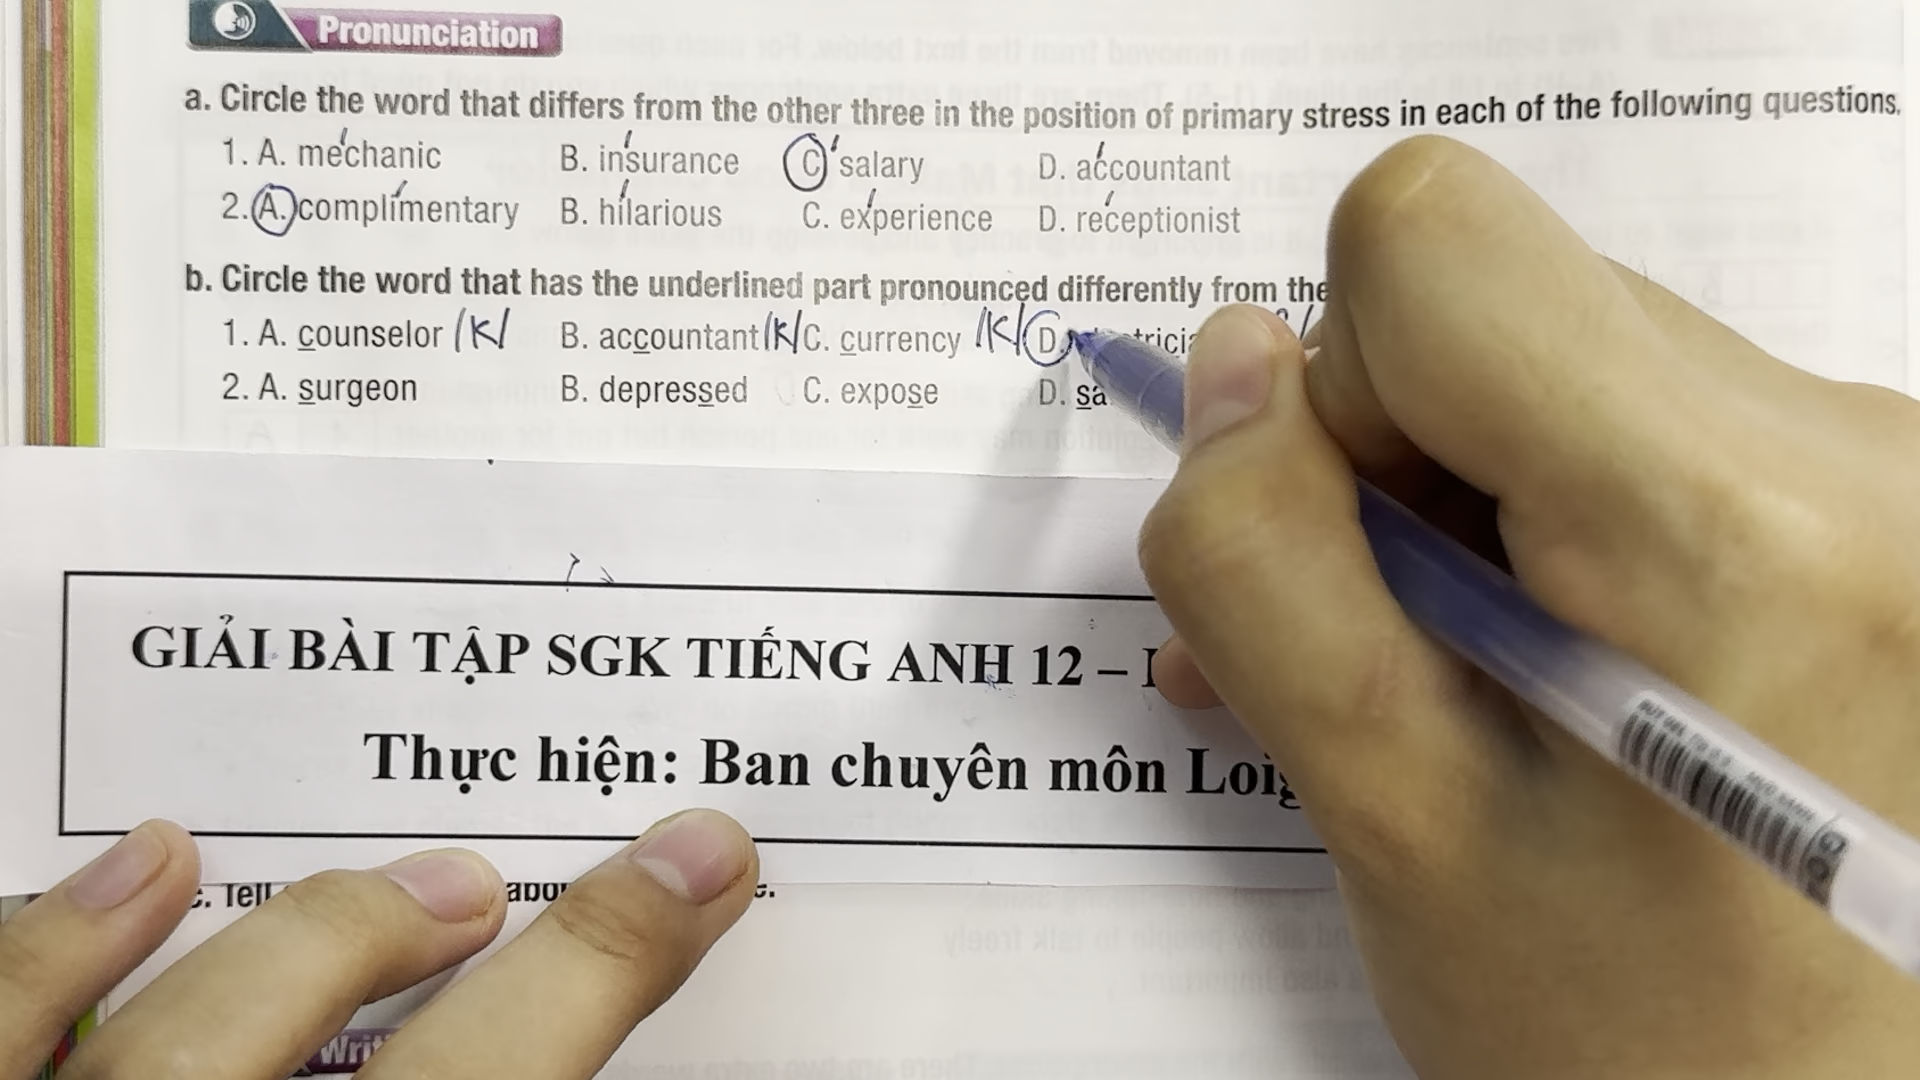 Pronunciation
a. Circle the word that differs from the other three in the position of primary stress in each of the following questions.
1. A. mechanic B. insurance C. salary D. accountant
2. A. complimentary B. hilarious C. experience D. receptionist
b. Circle the word that has the underlined part pronounced differently from the
1. A. counselor /K/ B. accountant /K/ C. currency /K/ D.
2. A. surgeon B. depressed C. expose D.
GIẢI BÀI TẬP SGK TIẾNG ANH 12 –
Thực hiện: Ban chuyên môn
c. Tell